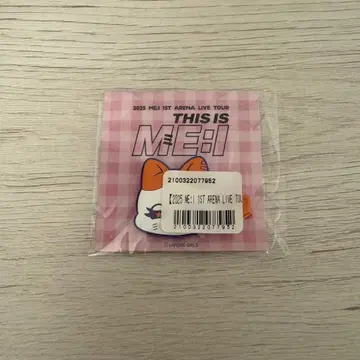 2025 ME:I 1ST ARENA LIVE TOUR
THIS IS
ME:I
2100322077952
【2025 ME:I 1ST ARENA LIVE TOU
2100322077952